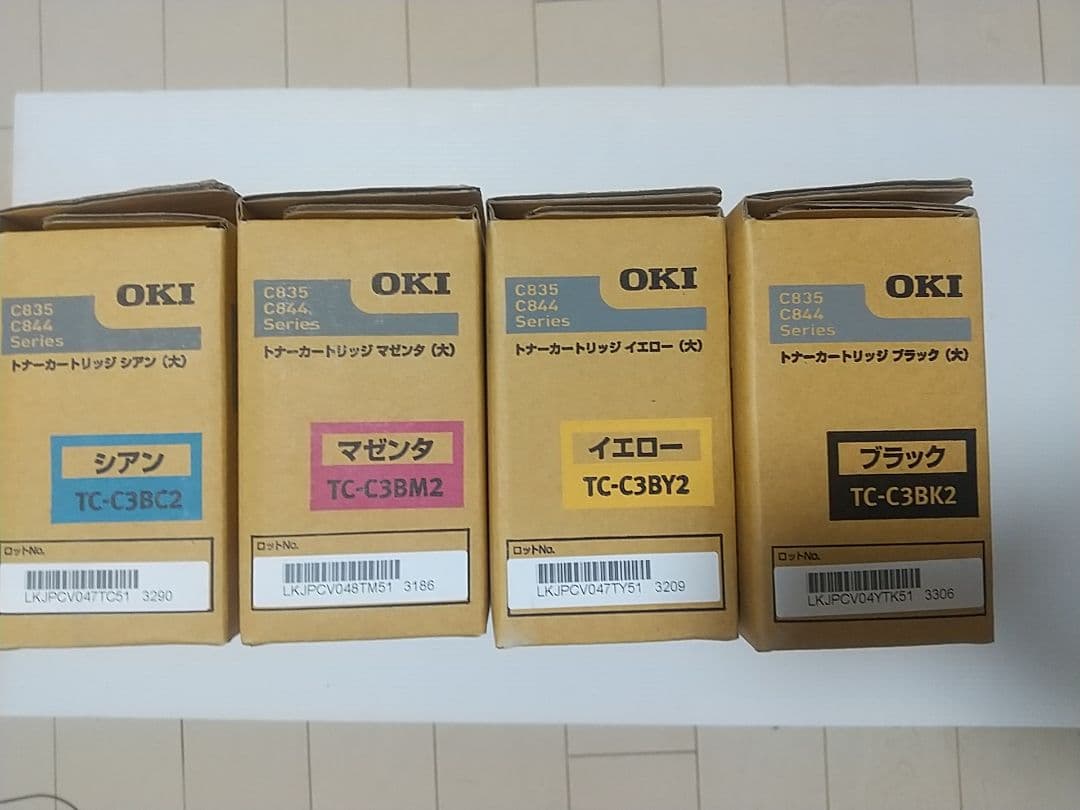 OKI
C835
C844
Series
トナーカートリッジ シアン（大）
シアン
TC-C3BC2
ロットNo.
LKJPCV047TC51 3290
OKI
C835
C844
Series
トナーカートリッジ マゼンタ（大）
マゼンタ
TC-C3BM2
ロットNo.
LKJPCV048TM51 3186
OKI
C835
C844
Series
トナーカートリッジ イエロー（大）
イエロー
TC-C3BY2
ロットNo.
LKJPCV047TY51 3209
OKI
C835
C844
Series
トナーカートリッジ ブラック（大）
ブラック
TC-C3BK2
ロットNo.
LKJPCV04YTK51 3306